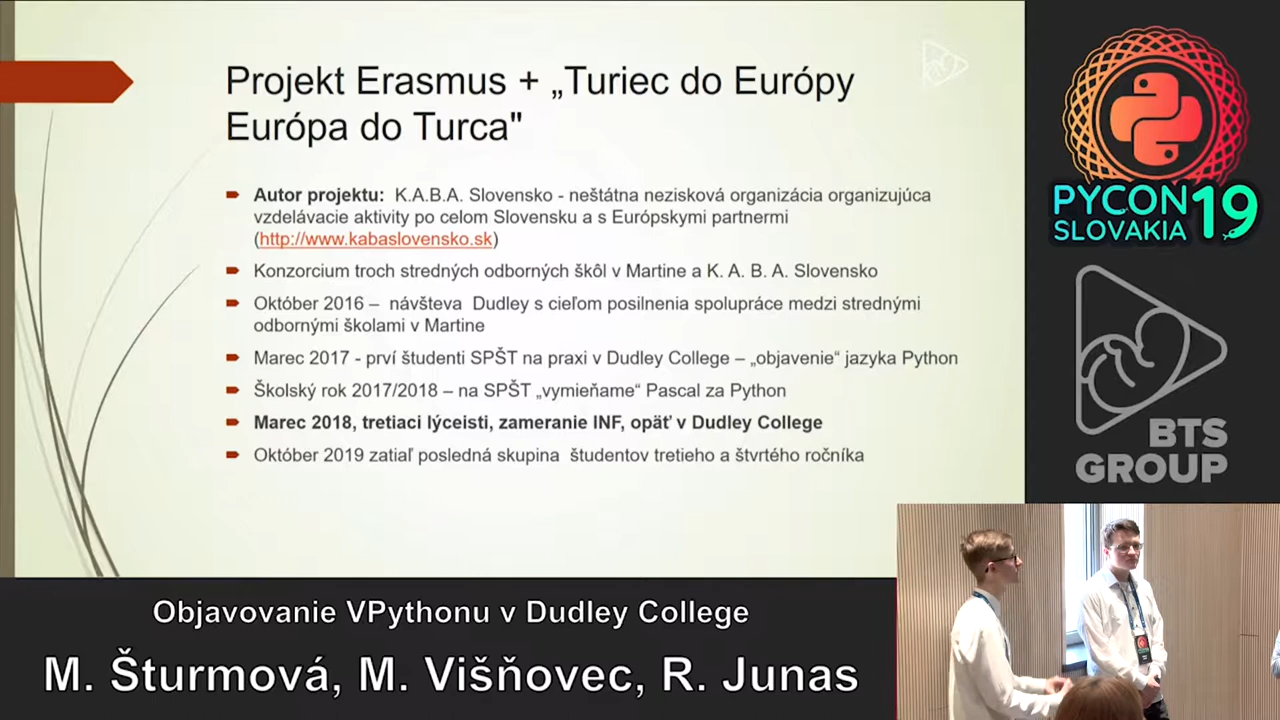 Projekt Erasmus + „Turiec do Európy
Európa do Turca"
Autor projektu: K.A.B.A. Slovensko - neštátna nezisková organizácia organizujúca
vzdelávacie aktivity po celom Slovensku a s Európskymi partnermi
(http://www.kabaslovensko.sk)
Konzorcium troch stredných odborných škôl v Martine a K. A. B. A. Slovensko
Október 2016 – návšteva Dudley s cieľom posilnenia spolupráce medzi strednými
odbornými školami v Martine
Marec 2017 - prví študenti SPŠT na praxi v Dudley College – „objavenie“ jazyka Python
Školský rok 2017/2018 – na SPŠT „vymieňame“ Pascal za Python
Marec 2018, tretiaci lýceisti, zameranie INF, opäť v Dudley College
Október 2019 zatiaľ posledná skupina študentov tretieho a štvrtého ročníka
PYCON 19
SLOVAKIA
BTS
GROUP
Objavovanie VPythonu v Dudley College
M. Šturmová, M. Višňovec, R. Junas